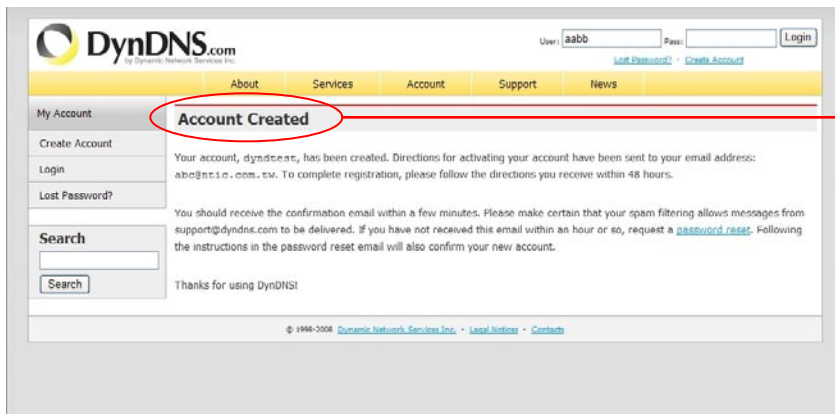 DynDNS.com
by Dynamic Network Services Inc.
User: aabb Pass: Login
Lost Password? - Create Account
About Services Account Support News
My Account
Create Account
Login
Lost Password?
Search
Search
Account Created
Your account, dyndtest, has been created. Directions for activating your account have been sent to your email address:
abc@ntic.com.tw. To complete registration, please follow the directions you receive within 48 hours.
You should receive the confirmation email within a few minutes. Please make certain that your spam filtering allows messages from
support@dyndns.com to be delivered. If you have not received this email within an hour or so, request a password reset. Following
the instructions in the password reset email will also confirm your new account.
Thanks for using DynDNS!
© 1998-2008 Dynamic Network Services Inc. - Legal Notices - Contacts